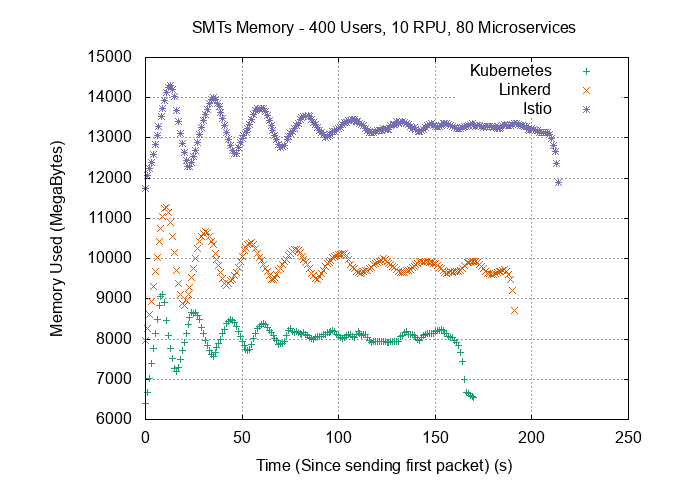 SMTs Memory - 400 Users, 10 RPU, 80 Microservices
15000
14000
13000
12000
11000
10000
9000
8000
7000
6000
Memory Used (MegaBytes)
Kubernetes
Linkerd
Istio
0 50 100 150 200 250
Time (Since sending first packet) (s)